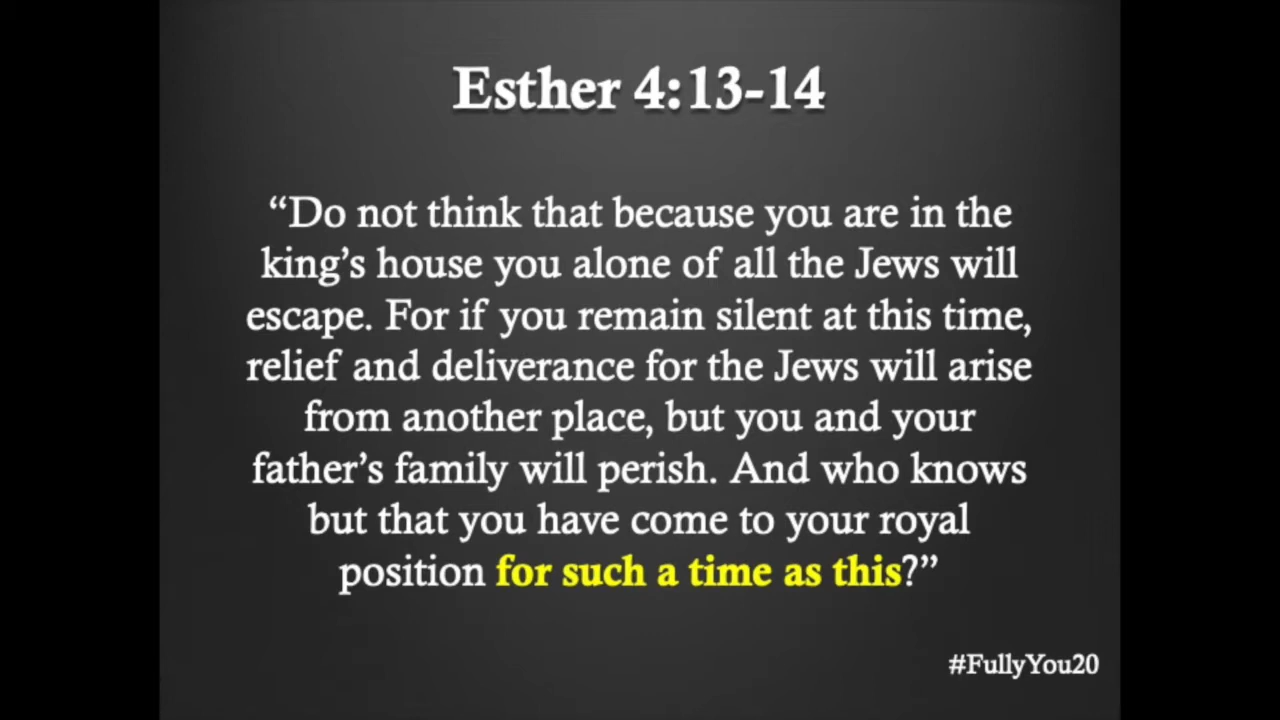 Esther 4:13-14
“Do not think that because you are in the
king’s house you alone of all the Jews will
escape. For if you remain silent at this time,
relief and deliverance for the Jews will arise
from another place, but you and your
father’s family will perish. And who knows
but that you have come to your royal
position for such a time as this?”
#FullyYou20